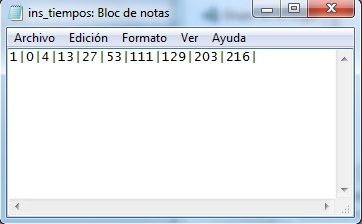 ins_tiempos: Bloc de notas
Archivo Edición Formato Ver Ayuda
1|0|4|13|27|53|111|129|203|216|